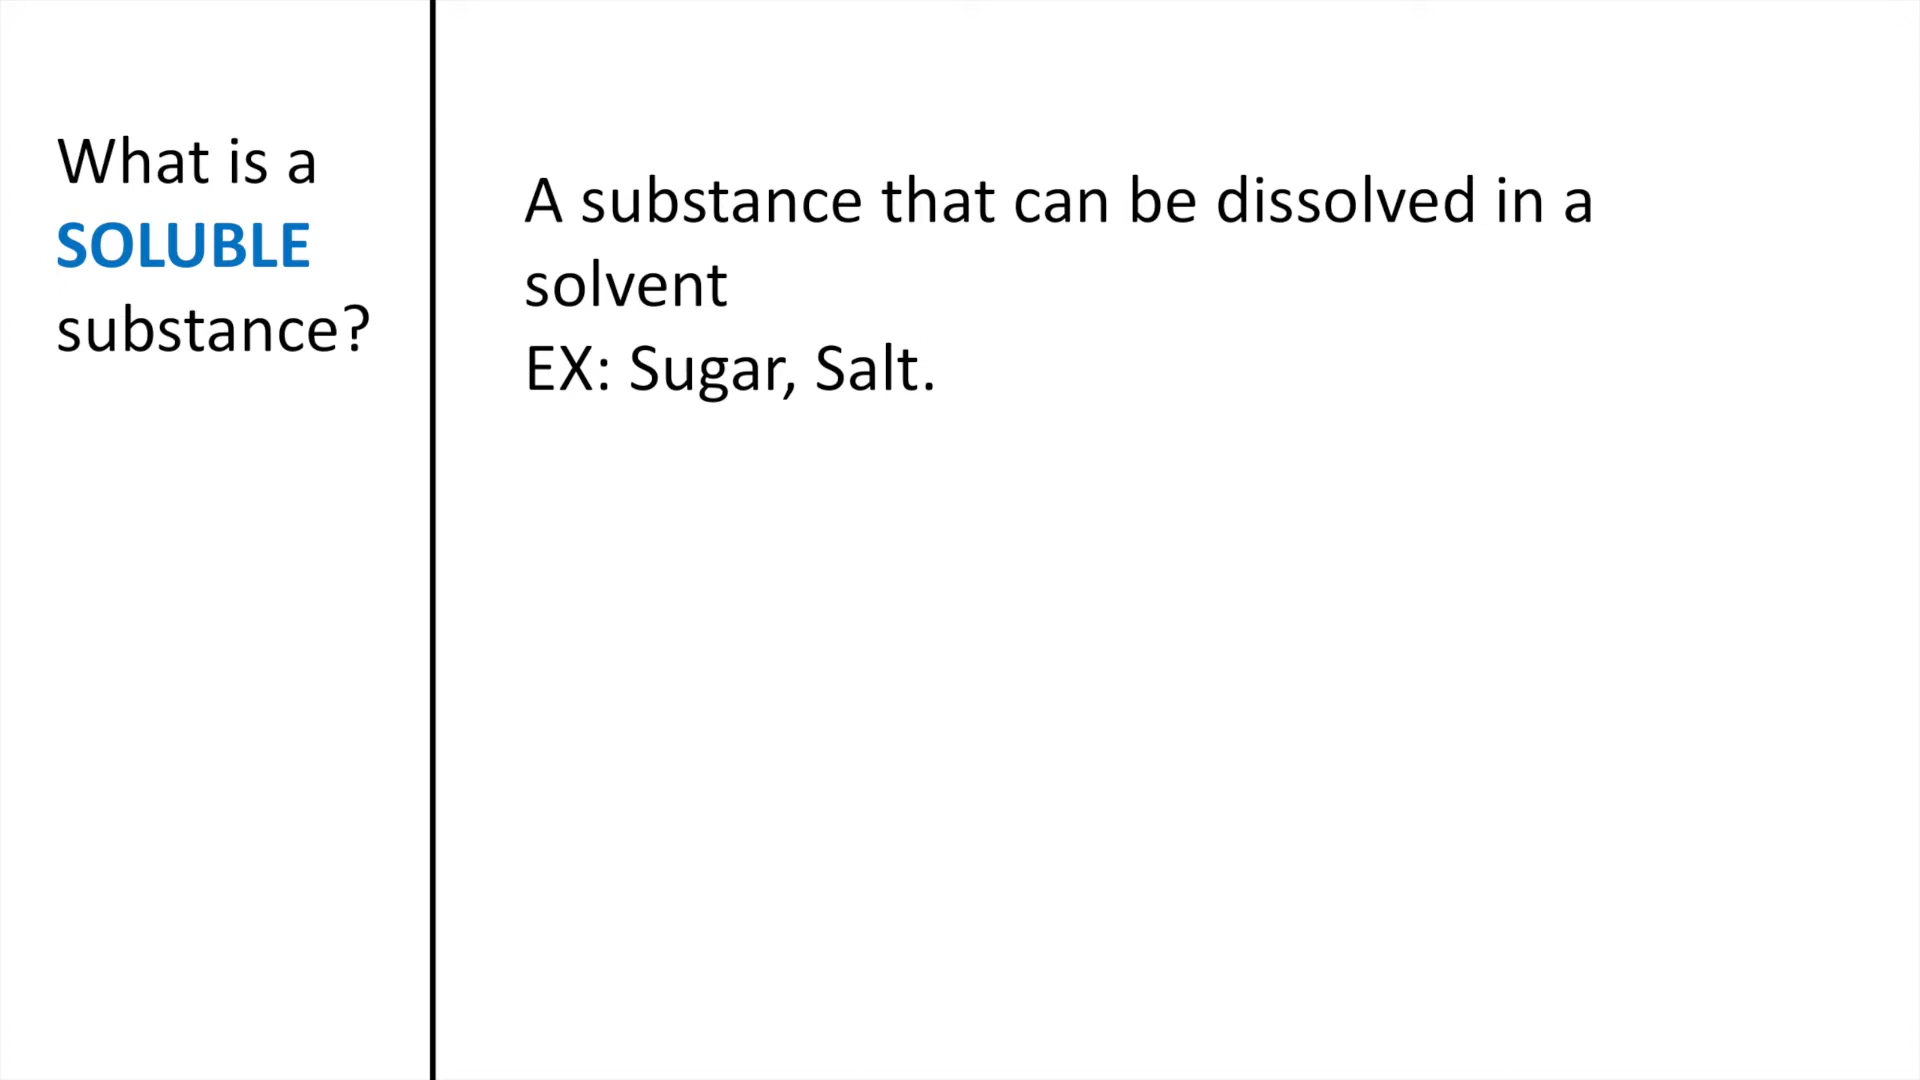 What is a
SOLUBLE
substance?
A substance that can be dissolved in a
solvent
EX: Sugar, Salt.